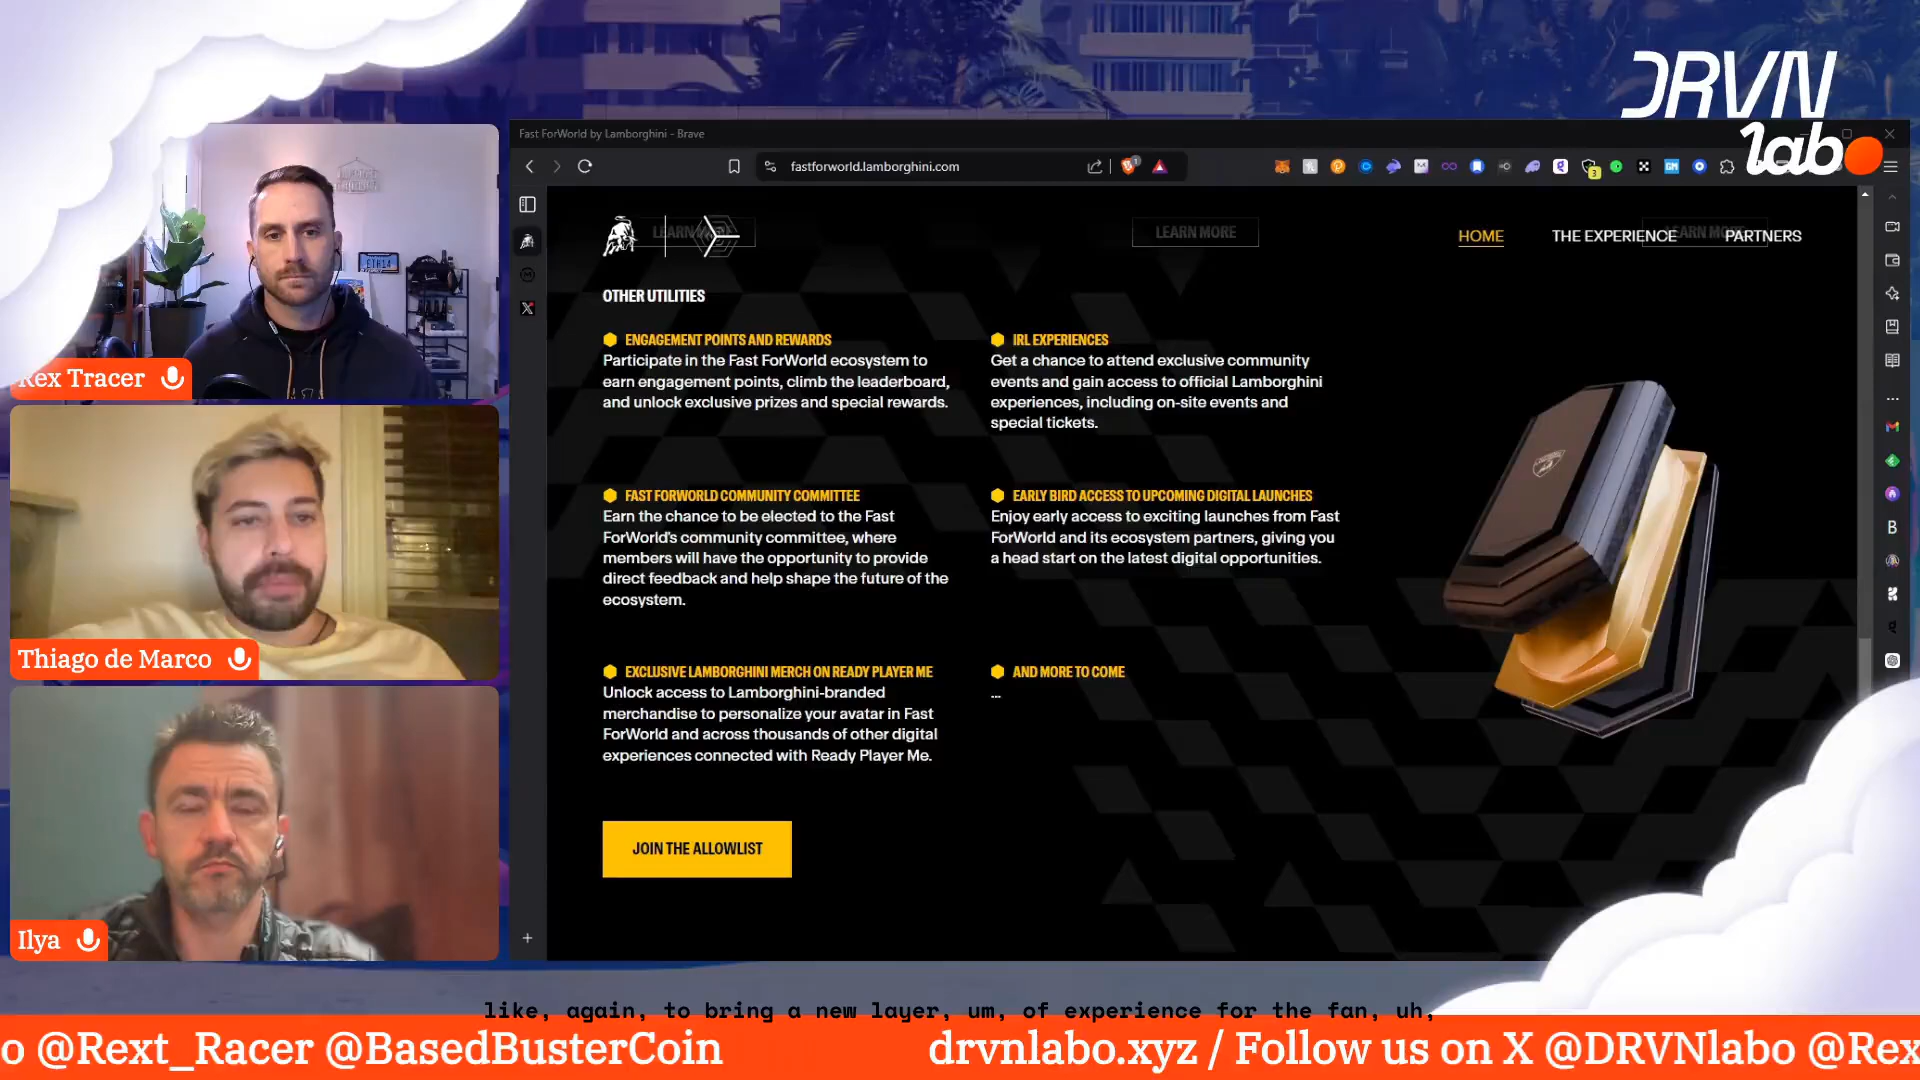 DRVN
labo
Fast ForWorld by Lamborghini - Brave
fastforworld.lamborghini.com
LEARN MORE
LEARN MORE
LEARN MORE
HOME
THE EXPERIENCE
PARTNERS
OTHER UTILITIES
ENGAGEMENT POINTS AND REWARDS
Participate in the Fast ForWorld ecosystem to
earn engagement points, climb the leaderboard,
and unlock exclusive prizes and special rewards.
IRL EXPERIENCES
Get a chance to attend exclusive community
events and gain access to official Lamborghini
experiences, including on-site events and
special tickets.
FAST FORWORLD COMMUNITY COMMITTEE
Earn the chance to be elected to the Fast
ForWorld's community committee, where
members will have the opportunity to provide
direct feedback and help shape the future of the
ecosystem.
EARLY BIRD ACCESS TO UPCOMING DIGITAL LAUNCHES
Enjoy early access to exciting launches from Fast
ForWorld and its ecosystem partners, giving you
a head start on the latest digital opportunities.
EXCLUSIVE LAMBORGHINI MERCH ON READY PLAYER ME
Unlock access to Lamborghini-branded
merchandise to personalize your avatar in Fast
ForWorld and across thousands of other digital
experiences connected with Ready Player Me.
AND MORE TO COME
...
JOIN THE ALLOWLIST
ETH14
Rex Tracer
Thiago de Marco
Ilya
like, again, to bring a new layer, um, of experience for the fan, uh,
o @Rext_Racer @BasedBusterCoin
drvnlabo.xyz / Follow us on X @DRVNlabo @Rex